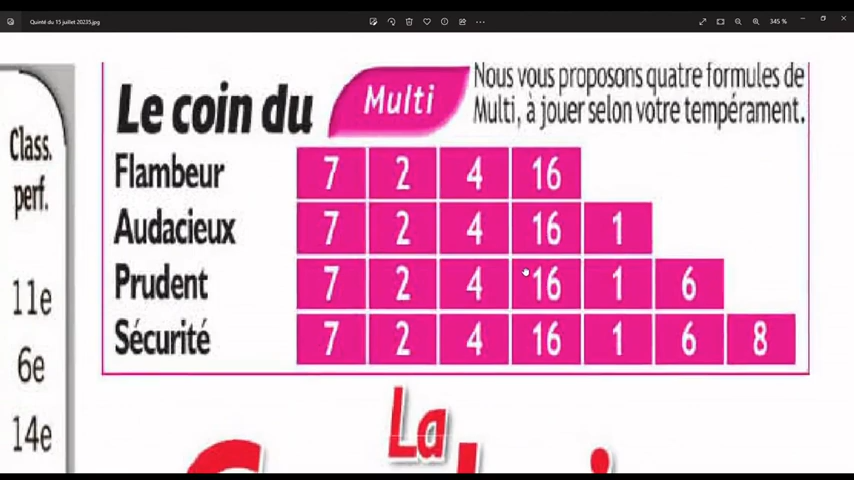 Quinté du 15 juillet 20235.jpg
345 %
Class.
perf.
11e
6e
14e
Le coin du Multi
Nous vous proposons quatre formules de
Multi, à jouer selon votre tempérament.
Flambeur 7 2 4 16
Audacieux 7 2 4 16 1
Prudent 7 2 4 16 1 6
Sécurité 7 2 4 16 1 6 8
La